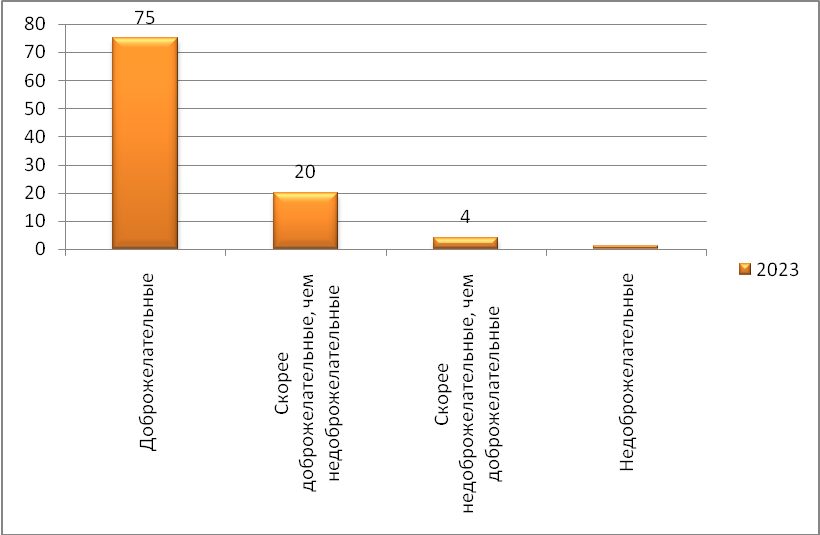 80
70
60
50
40
30
20
10
0
75
20
4
Доброжелательные
Скорее
доброжелательные, чем
недоброжелательные
Скорее
недоброжелательные, чем
доброжелательные
Недоброжелательные
2023